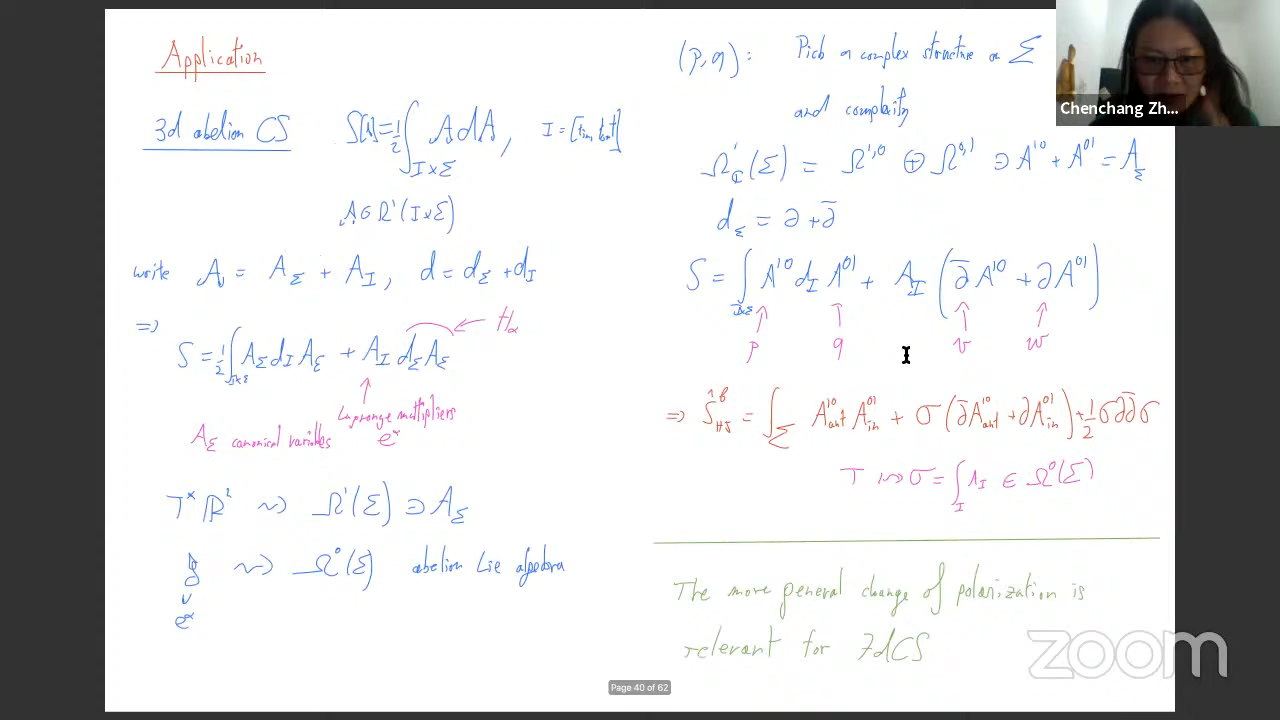 Application
3d abelian CS S[A]=½∫_{I×Σ} A dA, I=[t_in, t_out]
A∈Ω¹(I×Σ)
write A = A_Σ + A_I, d = d_Σ + d_I
⇒ H_α
S = ½∫_{I×Σ} A_Σ d_I A_Σ + A_I d_Σ A_Σ
Lagrange multipliers
e^α
A_Σ canonical variables
T*ℝ² ⇝ Ω¹(Σ) ∋ A_Σ
g ⇝ Ω⁰(Σ) abelian Lie algebra
e^α
(p,q): Pick a complex structure on Σ
and complexify
Ω¹_ℂ(Σ) = Ω^{1,0} ⊕ Ω^{0,1} ∋ A^{10} + A^{01} = A_Σ
d_Σ = ∂ + ∂̄
S = ∫_{I×Σ} A^{10} d_I A^{01} + A_I (∂̄A^{10} + ∂A^{01})
p q v w
⇒ Ŝ^f_{HJ} = ∫_Σ A^{10}_{out} A^{01}_{in} + σ(∂̄A^{10}_{out} + ∂A^{01}_{in}) + ½σ∂∂̄σ
T ⇝ σ = ∫_I A_I ∈ Ω⁰(Σ)
The more general change of polarization is
relevant for 7dCS
Chenchang Zh...
Page 40 of 62
zoom